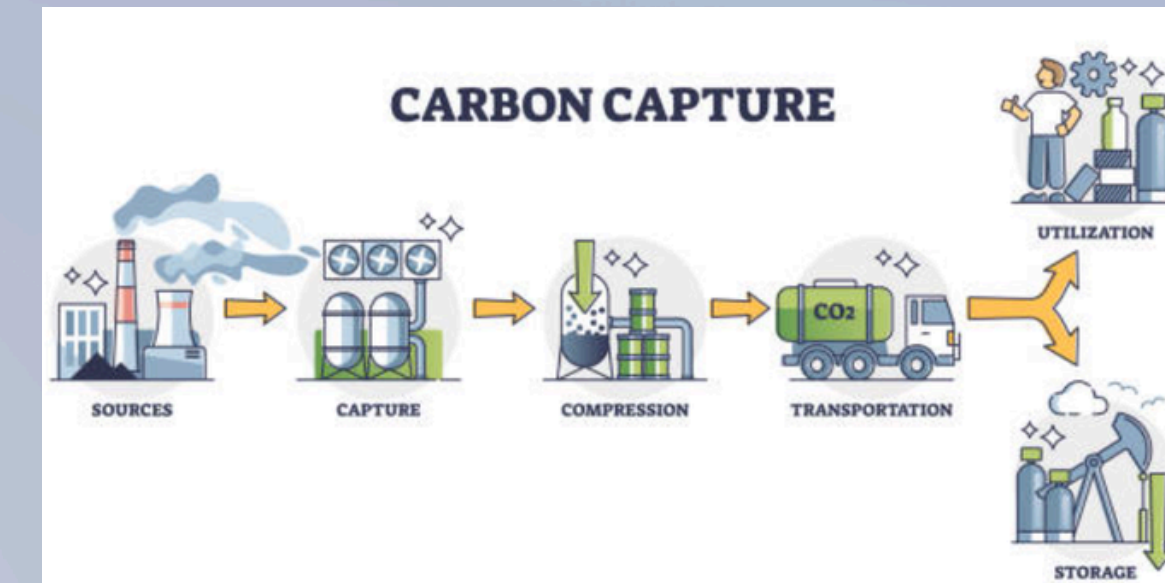 CARBON CAPTURE
UTILIZATION
SOURCES
CAPTURE
COMPRESSION
CO2
TRANSPORTATION
STORAGE